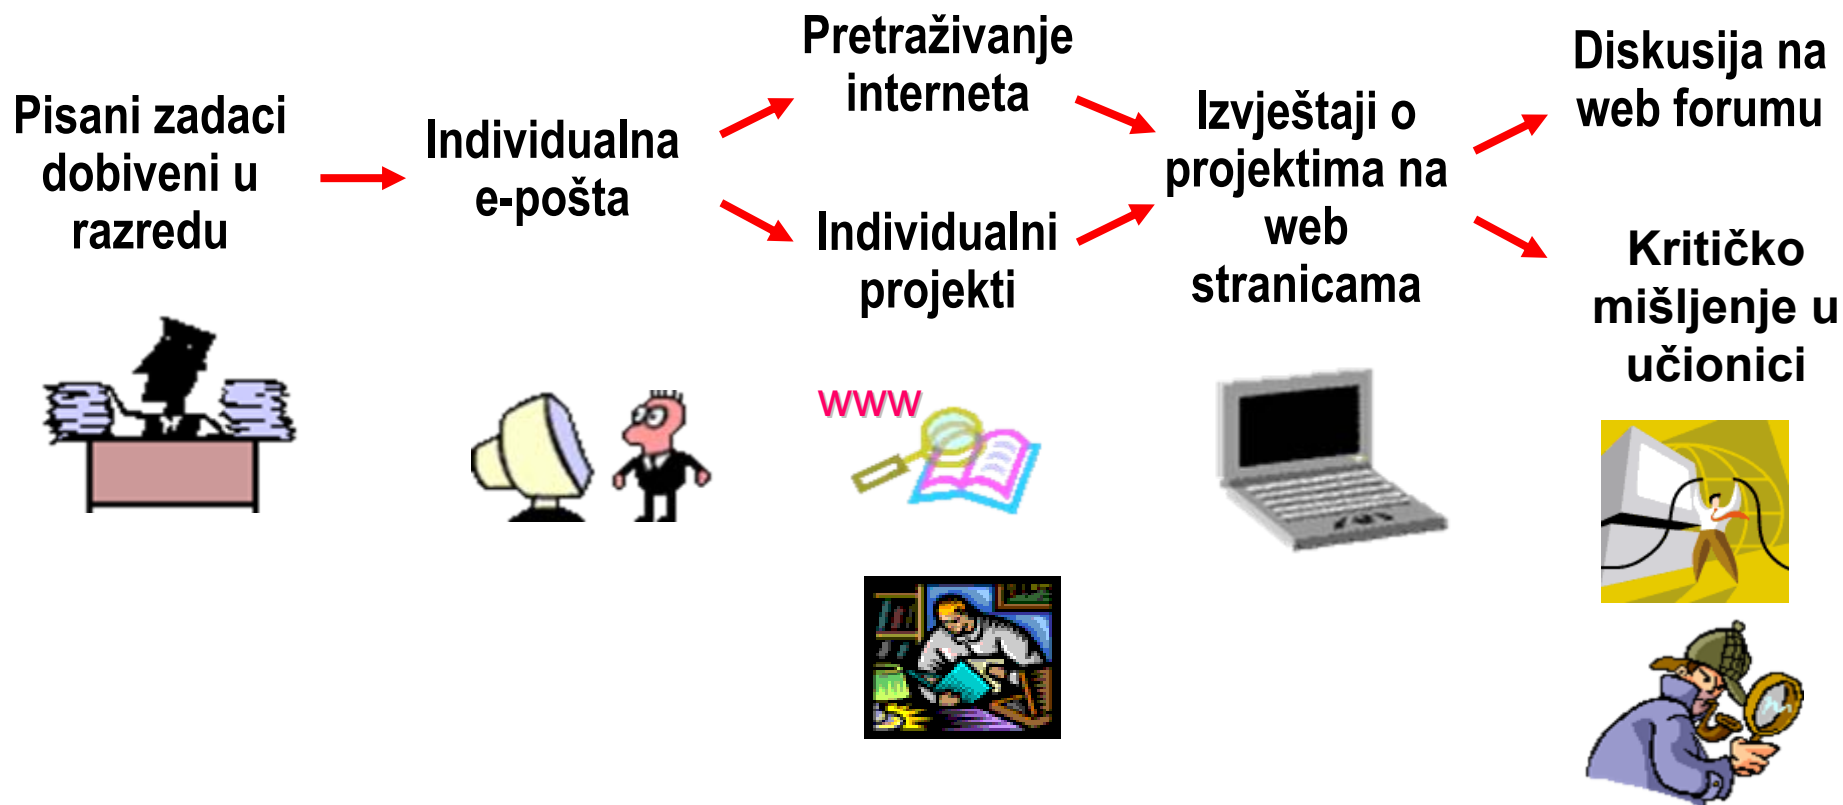 Pisani zadaci
dobiveni u
razredu
Individualna
e-pošta
Pretraživanje
interneta
Individualni
projekti
Izvještaji o
projektima na
web
stranicama
Diskusija na
web forumu
Kritičko
mišljenje u
učionici
www